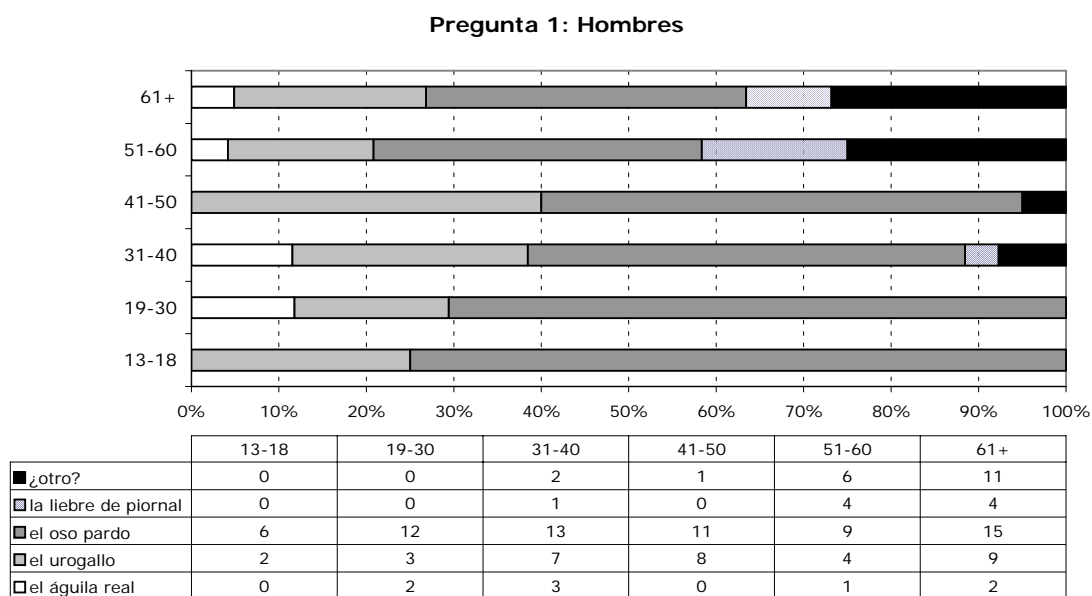 Pregunta 1: Hombres
61+
51-60
41-50
31-40
19-30
13-18
0% 10% 20% 30% 40% 50% 60% 70% 80% 90% 100%
13-18 19-30 31-40 41-50 51-60 61+
¿otro? 0 0 2 1 6 11
la liebre de piornal 0 0 1 0 4 4
el oso pardo 6 12 13 11 9 15
el urogallo 2 3 7 8 4 9
el águila real 0 2 3 0 1 2